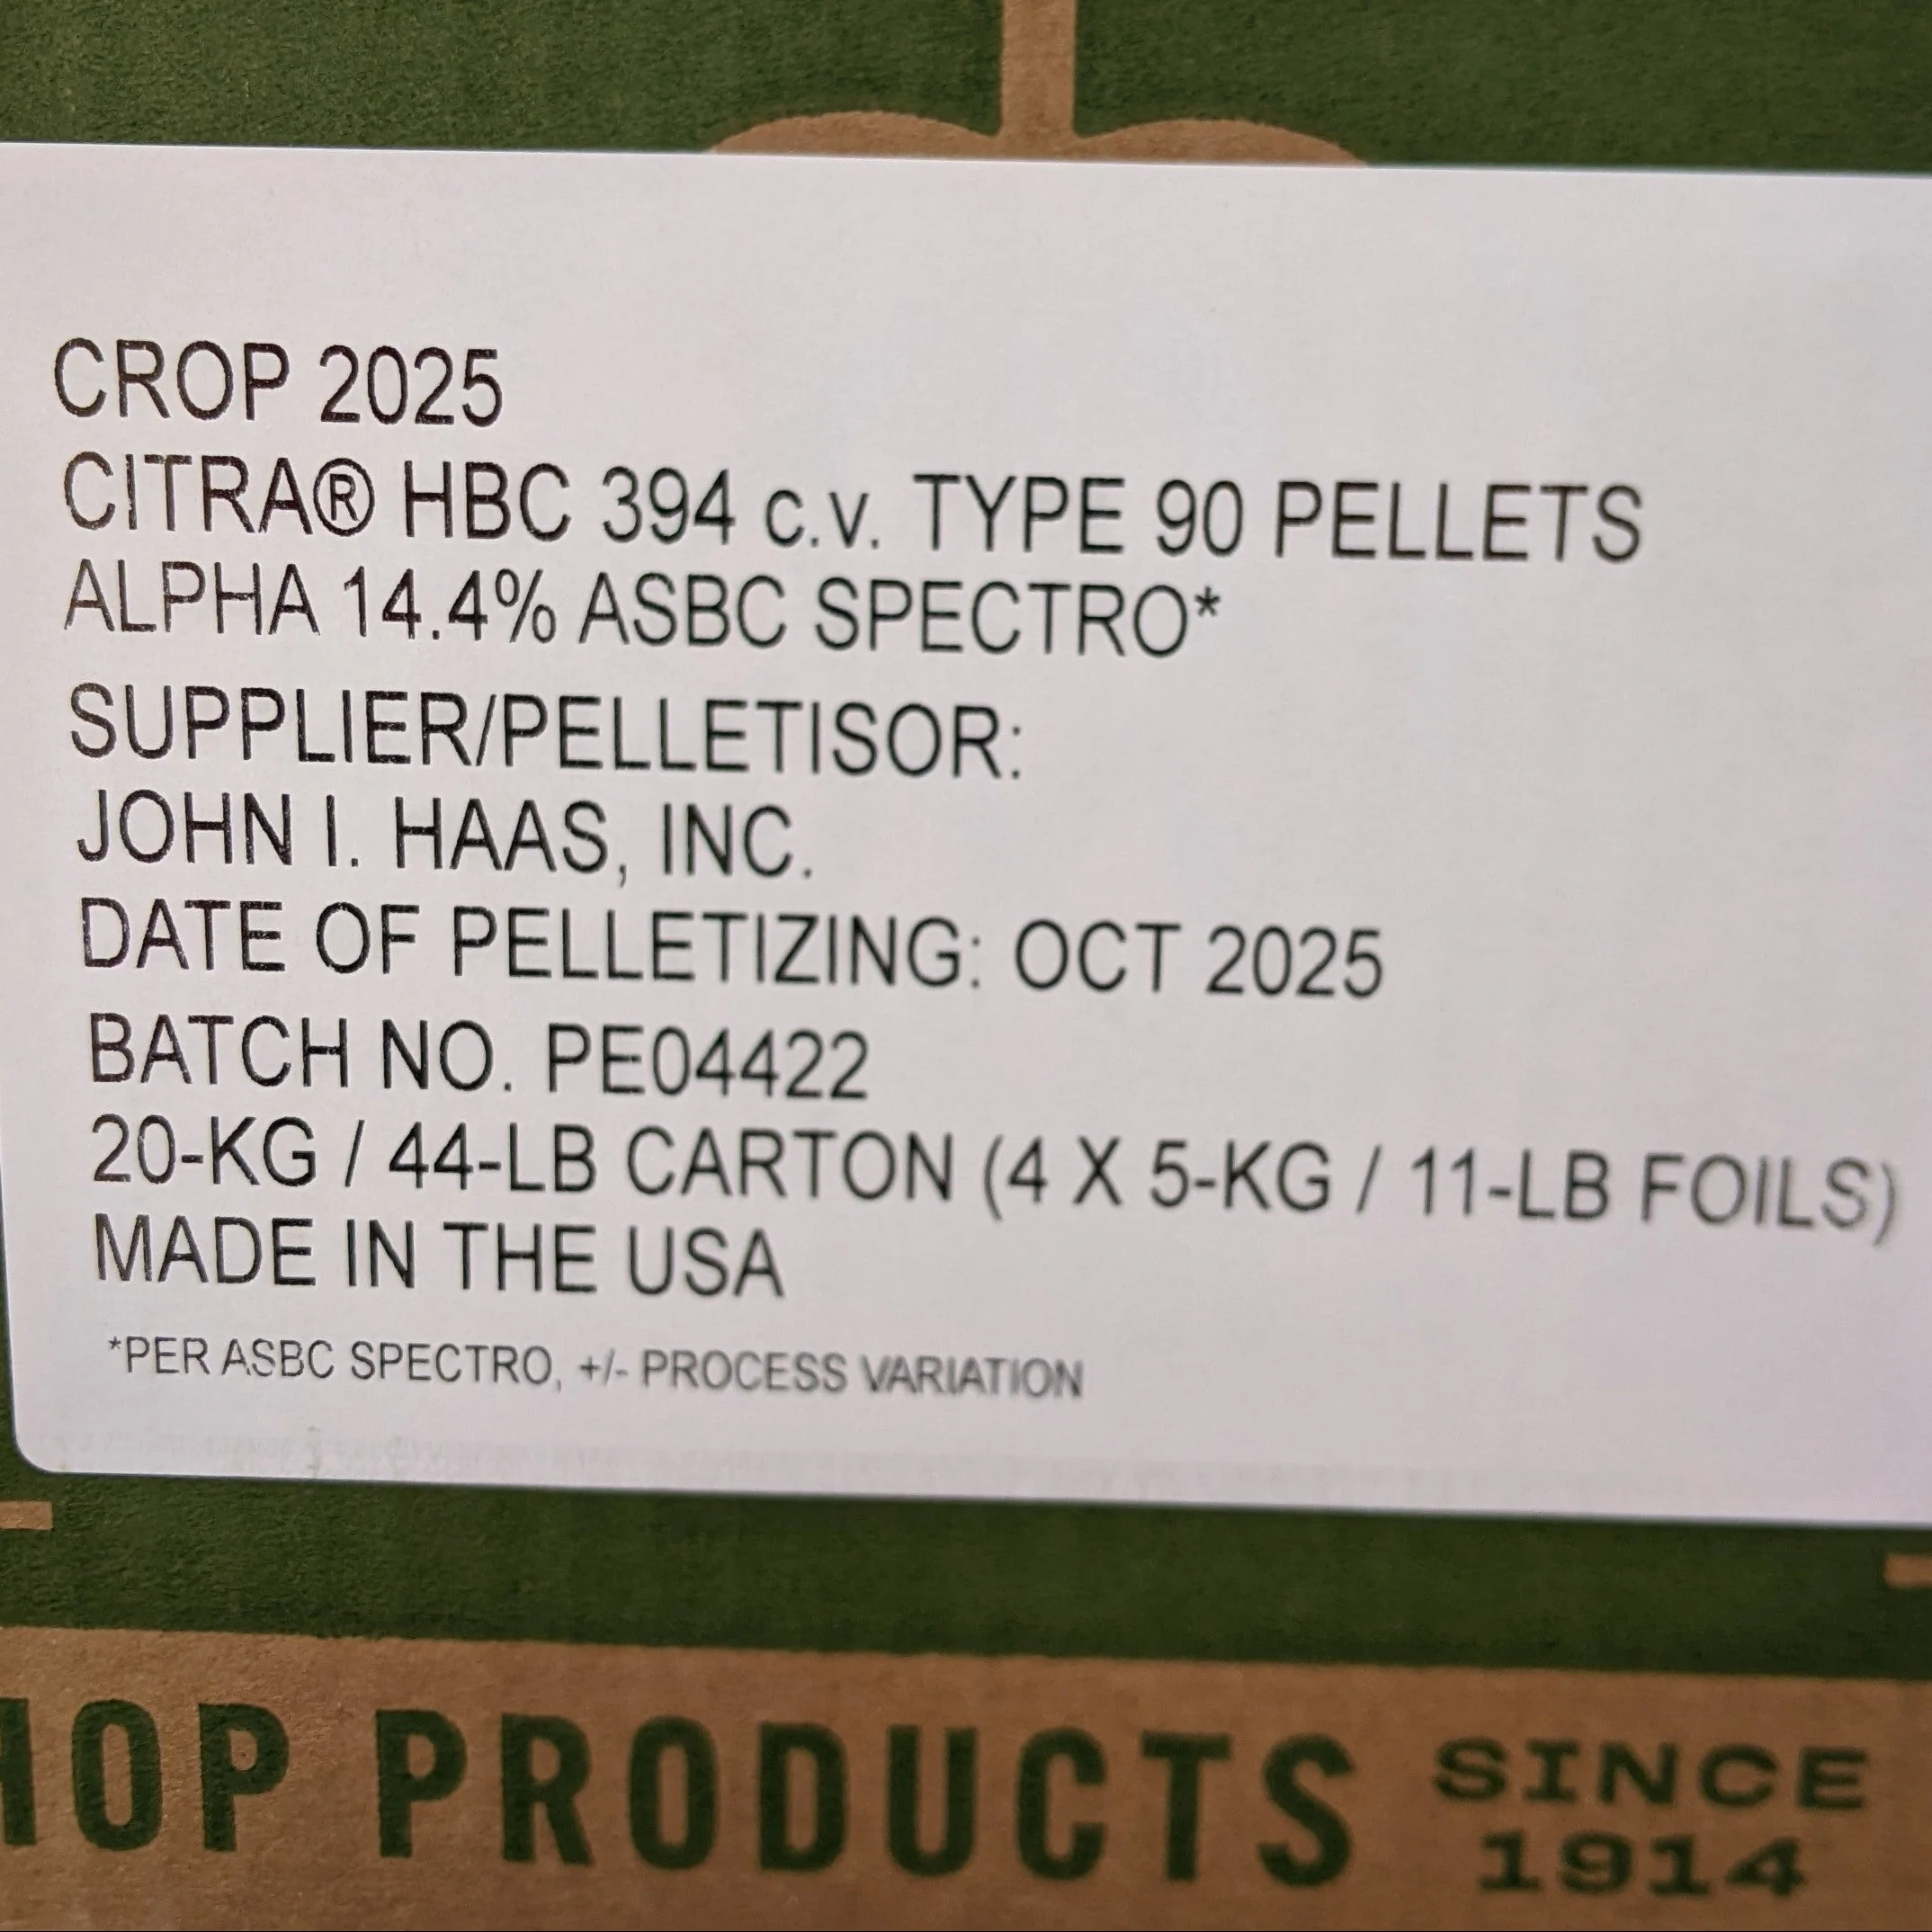 CROP 2025
CITRA® HBC 394 c.v. TYPE 90 PELLETS
ALPHA 14.4% ASBC SPECTRO*
SUPPLIER/PELLETISOR:
JOHN I. HAAS, INC.
DATE OF PELLETIZING: OCT 2025
BATCH NO. PE04422
20-KG / 44-LB CARTON (4 X 5-KG / 11-LB FOILS)
MADE IN THE USA
*PER ASBC SPECTRO, +/- PROCESS VARIATION
HOP PRODUCTS
SINCE
1914